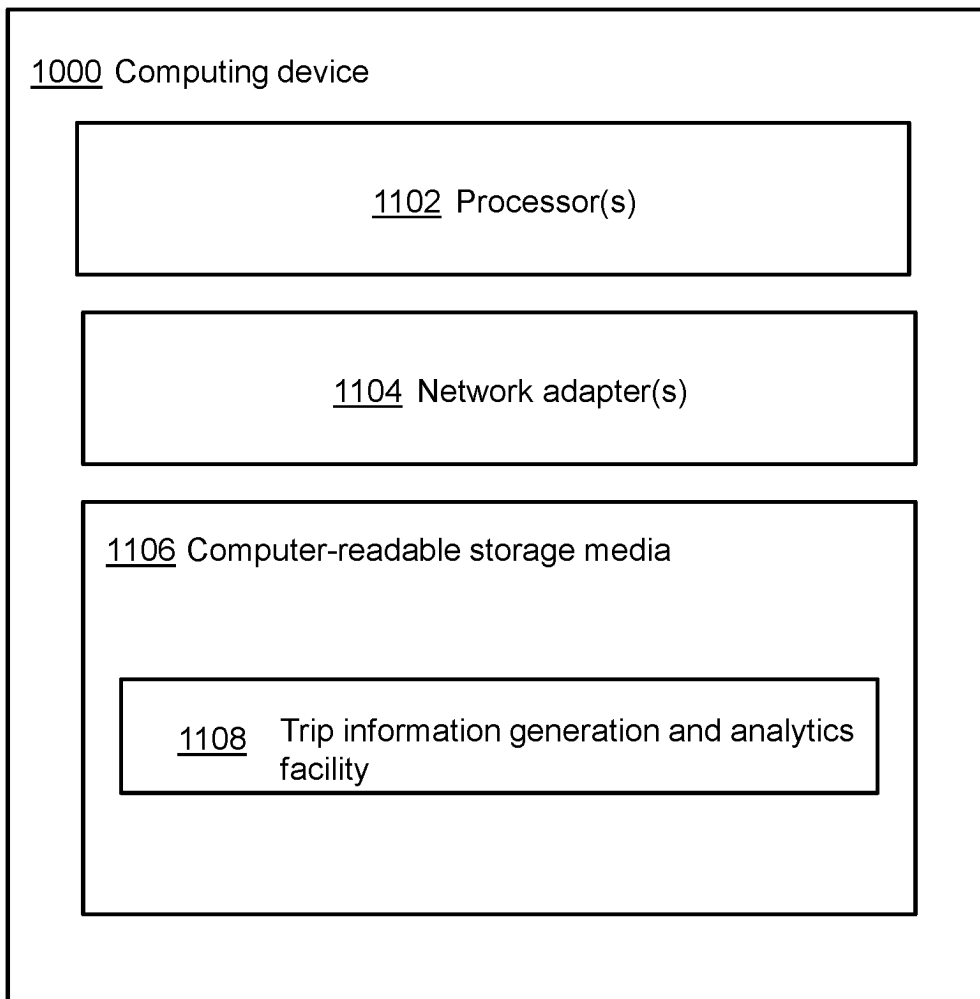 1000 Computing device
1102 Processor(s)
1104 Network adapter(s)
1106 Computer-readable storage media
1108 Trip information generation and analytics
facility